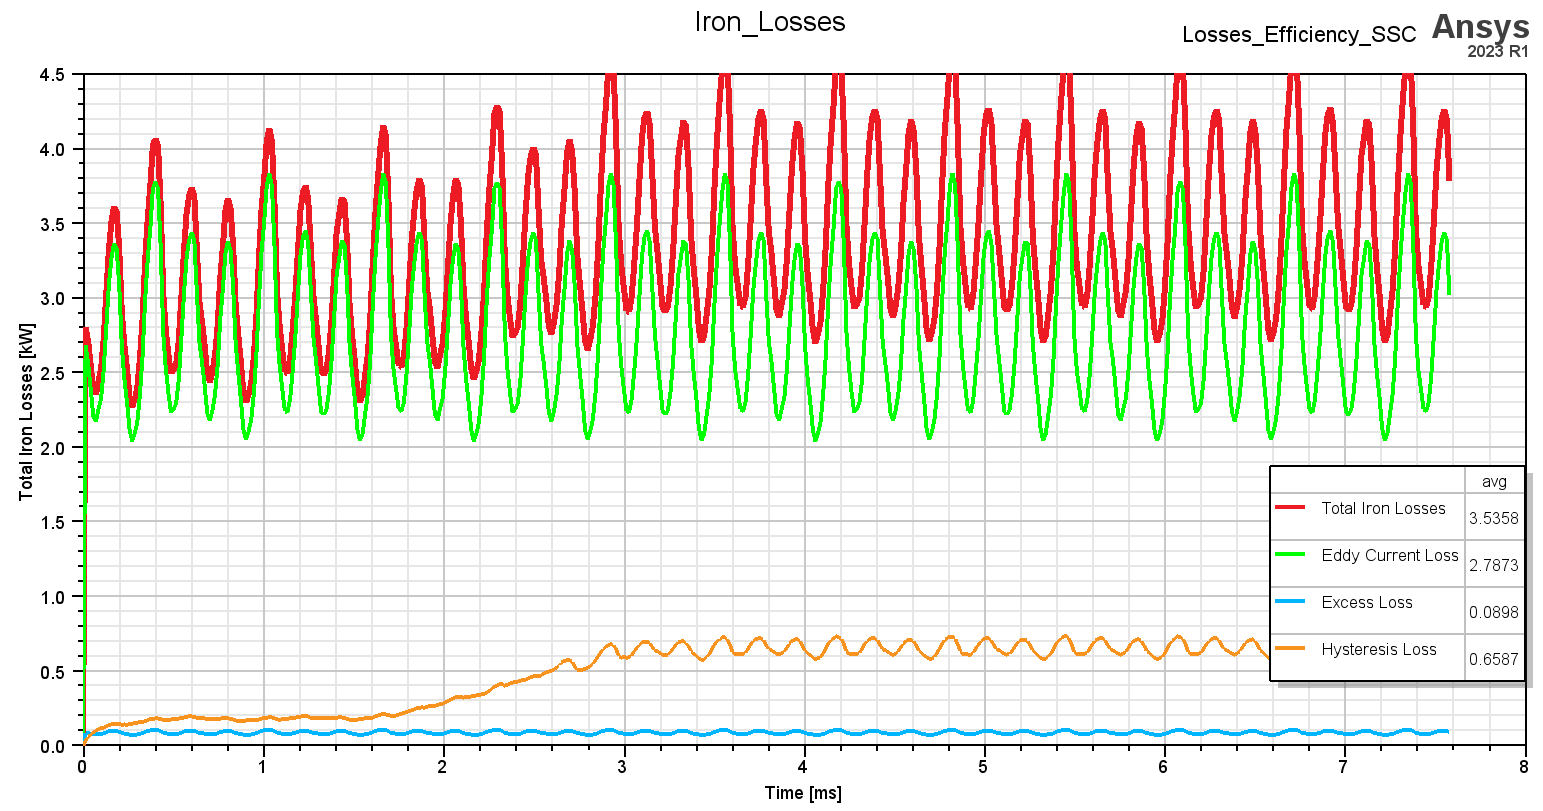 Iron_Losses
Losses_Efficiency_SSC
Ansys
2023 R1
4.5
4.0
3.5
3.0
2.5
2.0
1.5
1.0
0.5
0.0
Total Iron Losses [kW]
avg
Total Iron Losses 3.5358
Eddy Current Loss 2.7873
Excess Loss 0.0898
Hysteresis Loss 0.6587
0 1 2 3 4 5 6 7 8
Time [ms]